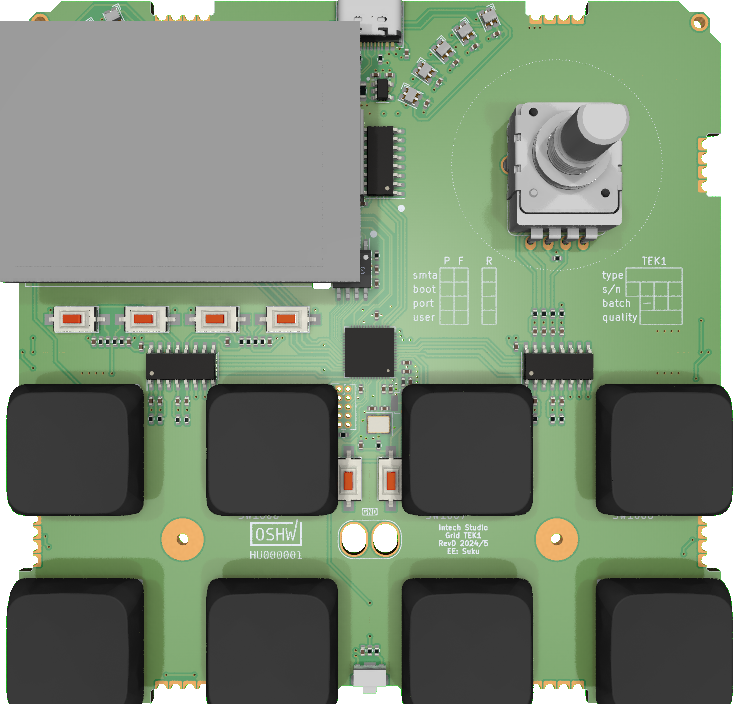 P F R
smta
boot
port
user
TEK1
type
s/n
batch
quality
GND
OSHW
HU000001
Intech Studio
Grid TEK1
RevD 2024/5
EE: Suku